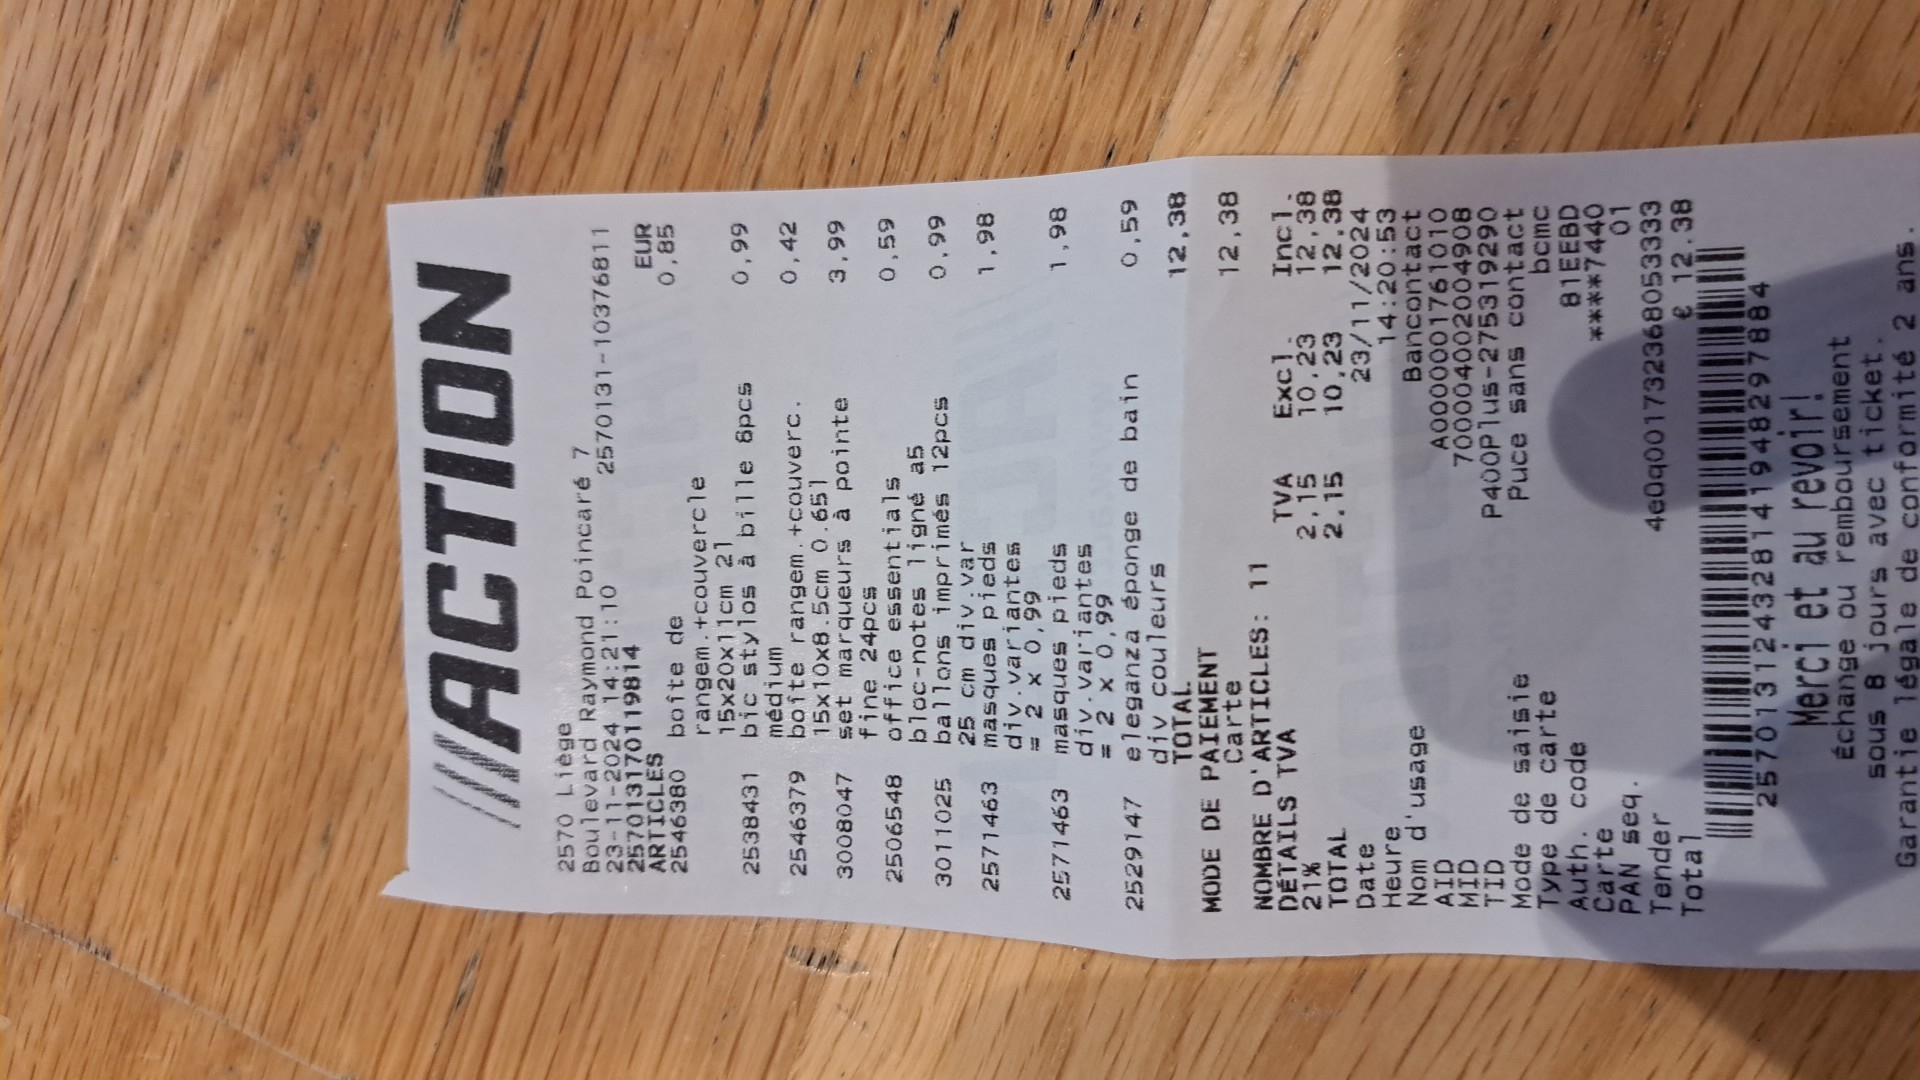 ///ACTION
2570 Liège
Boulevard Raymond Poincaré 7
23-11-2024 14:21:10 2570131-10376811
2570131701119814
ARTICLES EUR
2546380 boîte de 0,85
rangem.+couvercle
15x20x11cm 2l
2538431 bic stylos à bille 6pcs 0,99
médium
2546379 boîte rangem.+couverc. 0,42
15x10x8.5cm 0.65l
3008047 set marqueurs à pointe 3,99
fine 24pcs
2506548 office essentials 0,59
bloc-notes ligné a5
3011025 ballons imprimés 12pcs 0,99
25 cm div.var
2571463 masques pieds 1,98
div.variantes
= 2 x 0,99
2571463 masques pieds 1,98
div.variantes
= 2 x 0,99
2529147 eleganza éponge de bain 0,59
div couleurs
TOTAL 12,38
MODE DE PAIEMENT
Carte 12,38
NOMBRE D'ARTICLES: 11
DÉTAILS TVA TVA Excl. Incl.
21% 2,15 10,23 12,38
TOTAL 2,15 10,23 12,38
Date 23/11/2024
Heure 14:20:53
Nom d'usage Bancontact
AID A0000001761010
MID 7000040020004908
TID P400Plus-275319290
Mode de saisie Puce sans contact
Type de carte bcmc
Auth. code 81EEBD
Carte ****7440
PAN seq. 01
Tender 4e0q001732368053333
Total € 12.38
2570131243281419482978​84
Merci et au revoir!
Échange ou remboursement
sous 8 jours avec ticket.
Garantie légale de conformité 2 ans.